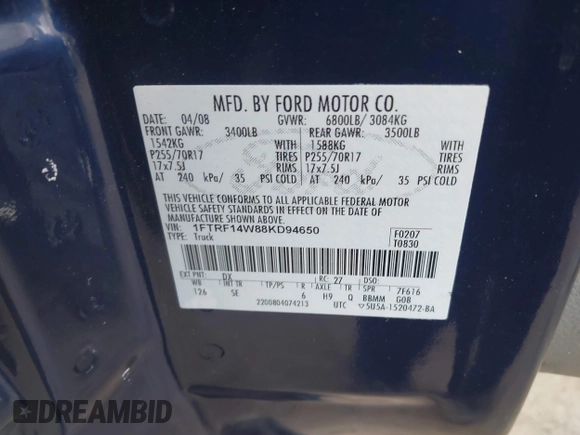 MFD. BY FORD MOTOR CO.
DATE: 04/08 GVWR: 6800LB/ 3084KG
FRONT GAWR: 3400LB REAR GAWR: 3500LB
1542KG WITH 1588KG WITH
P255/70R17 TIRES P255/70R17 TIRES
17x7.5J RIMS 17x7.5J RIMS
AT 240 kPa/ 35 PSI COLD AT 240 kPa/ 35 PSI COLD
THIS VEHICLE CONFORMS TO ALL APPLICABLE FEDERAL MOTOR
VEHICLE SAFETY STANDARDS IN EFFECT ON THE DATE OF
MANUFACTURE SHOWN ABOVE.
VIN: 1FTRF14W88KD94650 F0207
TYPE: Truck T0830
EXT PNT: DX RC: 27 DSO:
WB INT TR TP/PS R AXLE TR SPR 7F616
126 SE 6 H9 Q BBMM G0B
2200804074213 UTC ▽5U5A-1520472-BA
Ford
DREAMBID